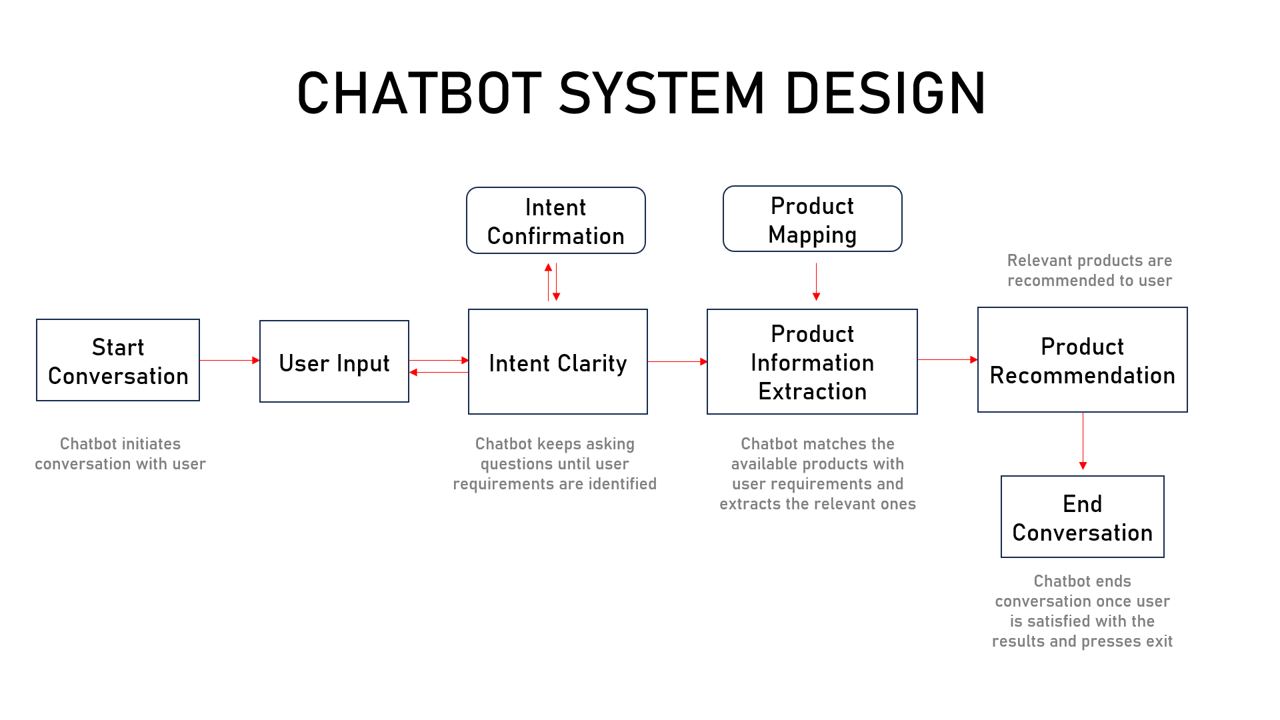 CHATBOT SYSTEM DESIGN
Intent
Confirmation
Product
Mapping
Relevant products are
recommended to user
Start
Conversation
User Input
Intent Clarity
Product
Information
Extraction
Product
Recommendation
Chatbot initiates
conversation with user
Chatbot keeps asking
questions until user
requirements are identified
Chatbot matches the
available products with
user requirements and
extracts the relevant ones
End
Conversation
Chatbot ends
conversation once user
is satisfied with the
results and presses exit